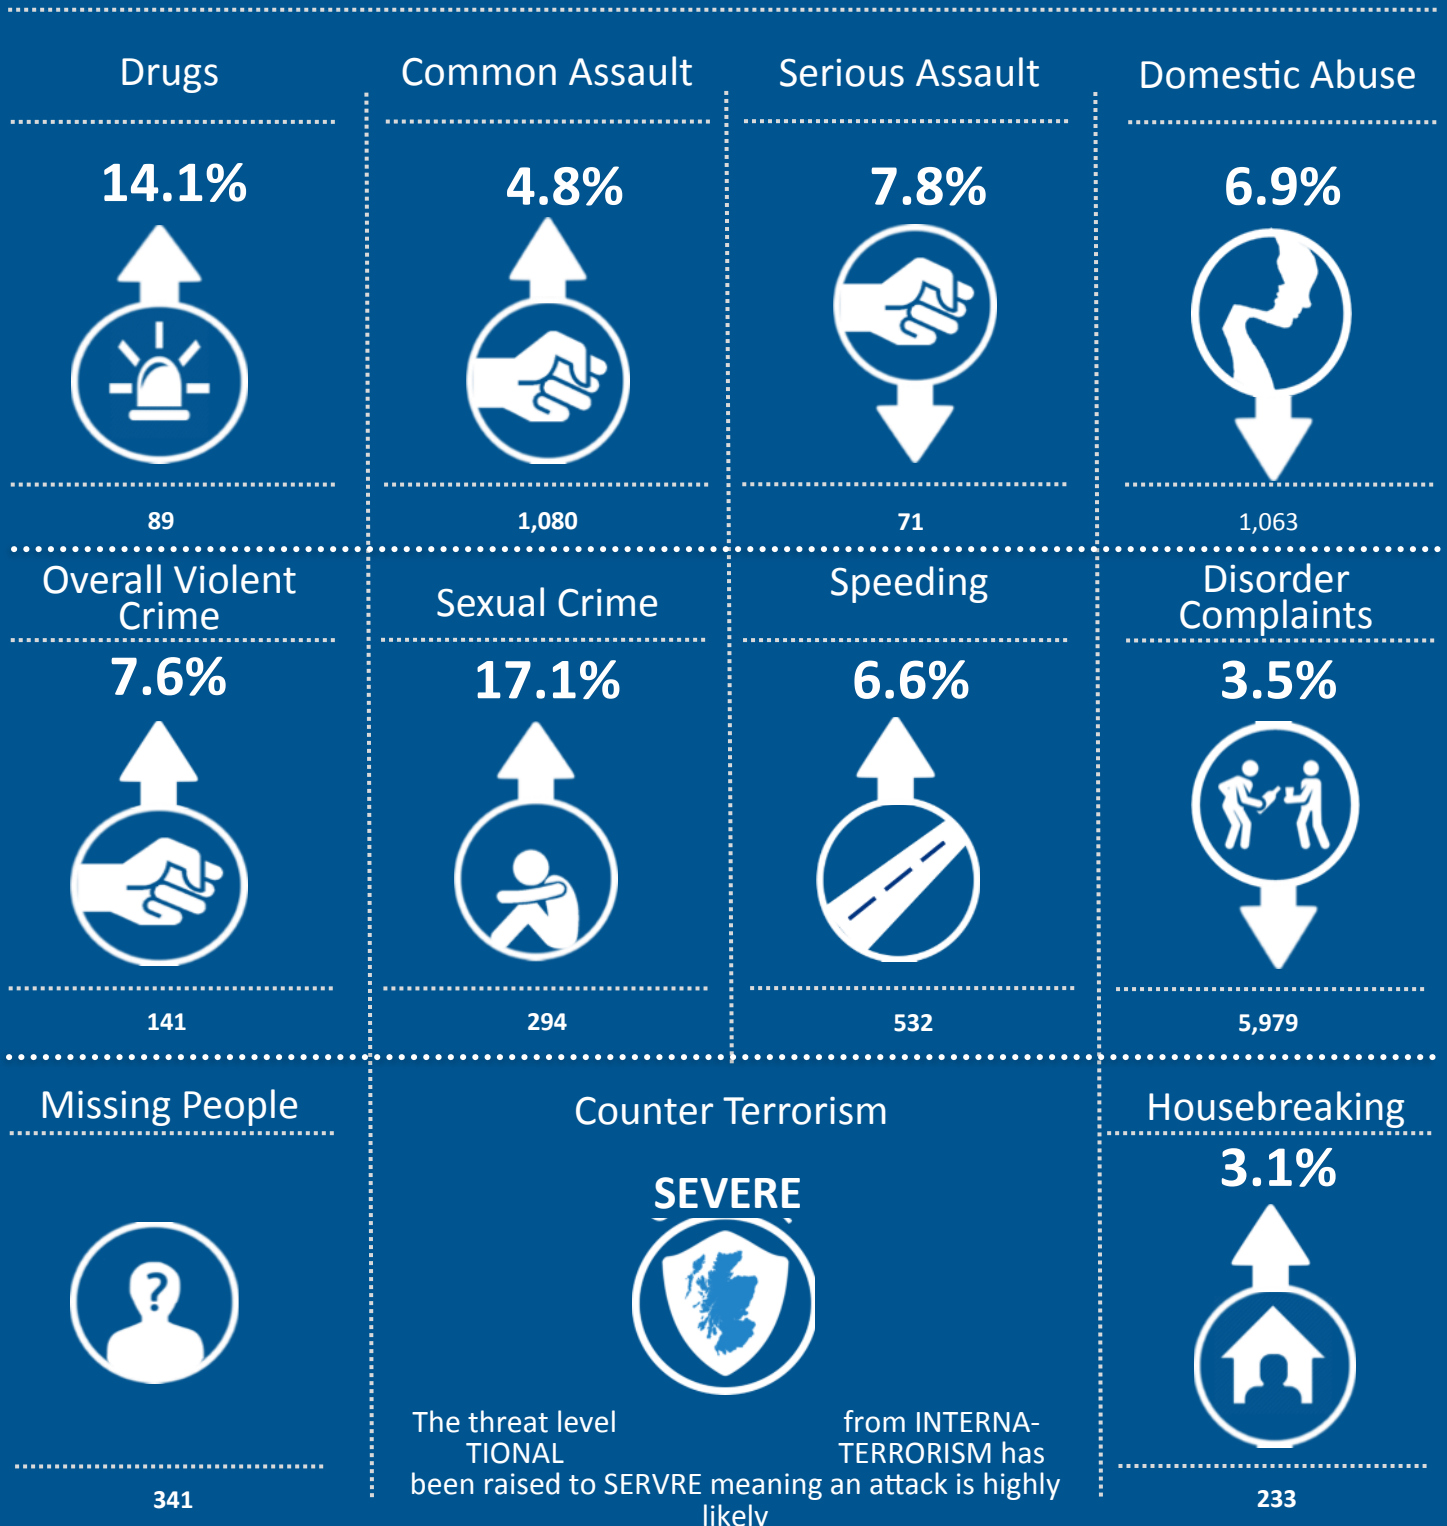 Drugs
Common Assault
Serious Assault
Domestic Abuse
14.1%
4.8%
7.8%
6.9%
89
1,080
71
1,063
Overall Violent
Crime
Sexual Crime
Speeding
Disorder
Complaints
7.6%
17.1%
6.6%
3.5%
141
294
532
5,979
Missing People
Counter Terrorism
Housebreaking
SEVERE
3.1%
?
The threat level from INTERNA-
TIONAL TERRORISM has
been raised to SERVRE meaning an attack is highly
likely
341
233